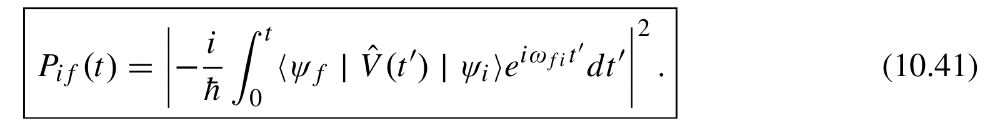 P_{if}(t) = \left| -\frac{i}{\hbar} \int_0^t \langle \psi_f \mid \hat{V}(t') \mid \psi_i \rangle e^{i\omega_{fi}t'} dt' \right|^2. (10.41)